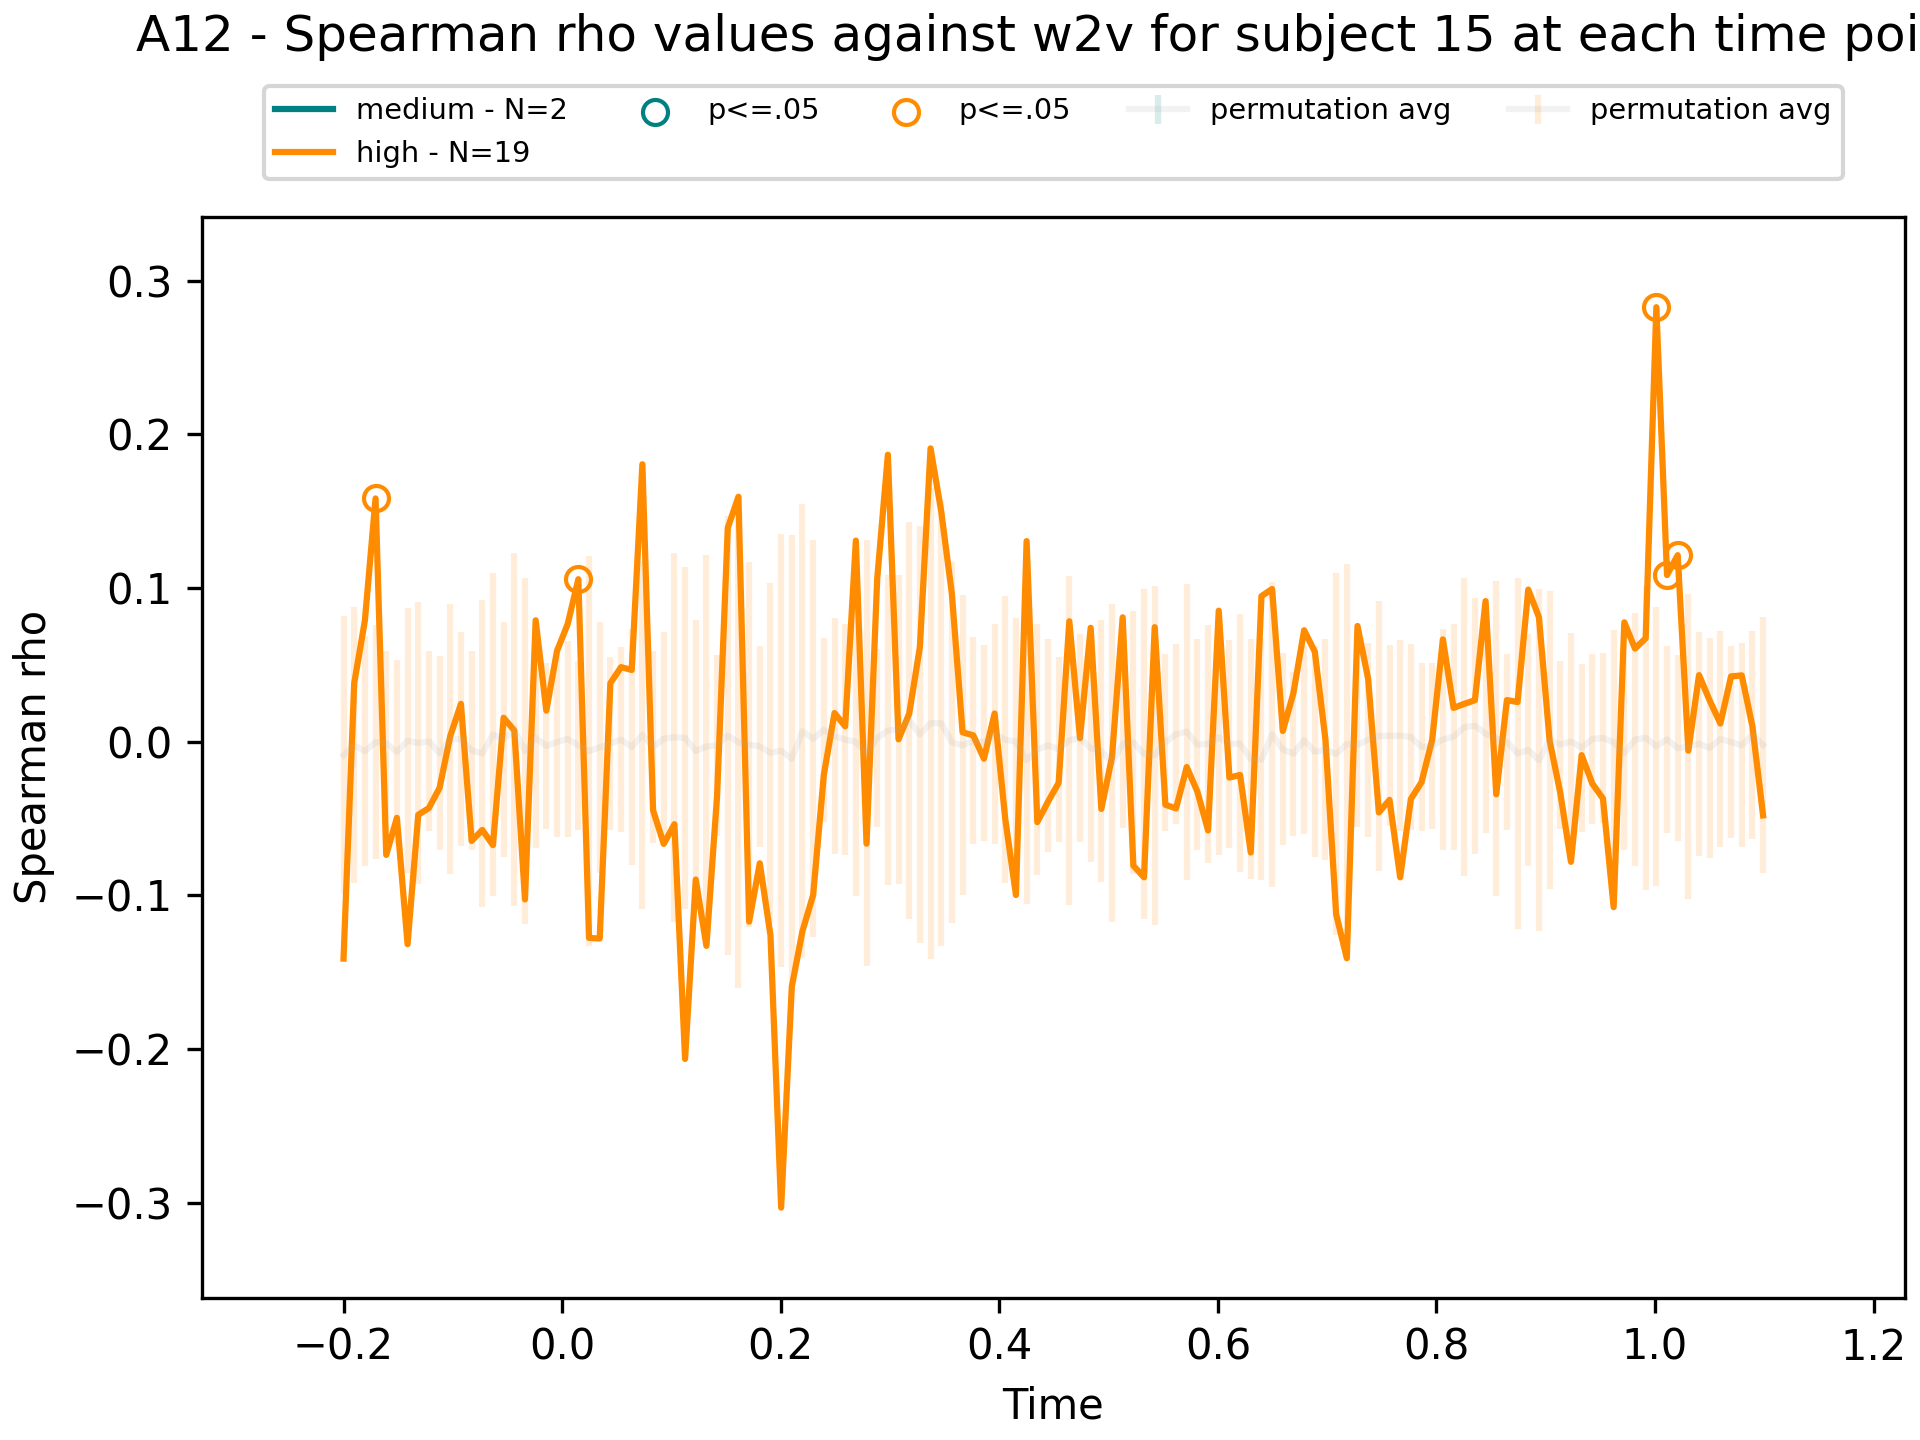 A12 - Spearman rho values against w2v for subject 15 at each time poi
medium - N=2
high - N=19
p<=.05
p<=.05
permutation avg
permutation avg
Spearman rho
0.3
0.2
0.1
0.0
−0.1
−0.2
−0.3
−0.2
0.0
0.2
0.4
0.6
0.8
1.0
1.2
Time